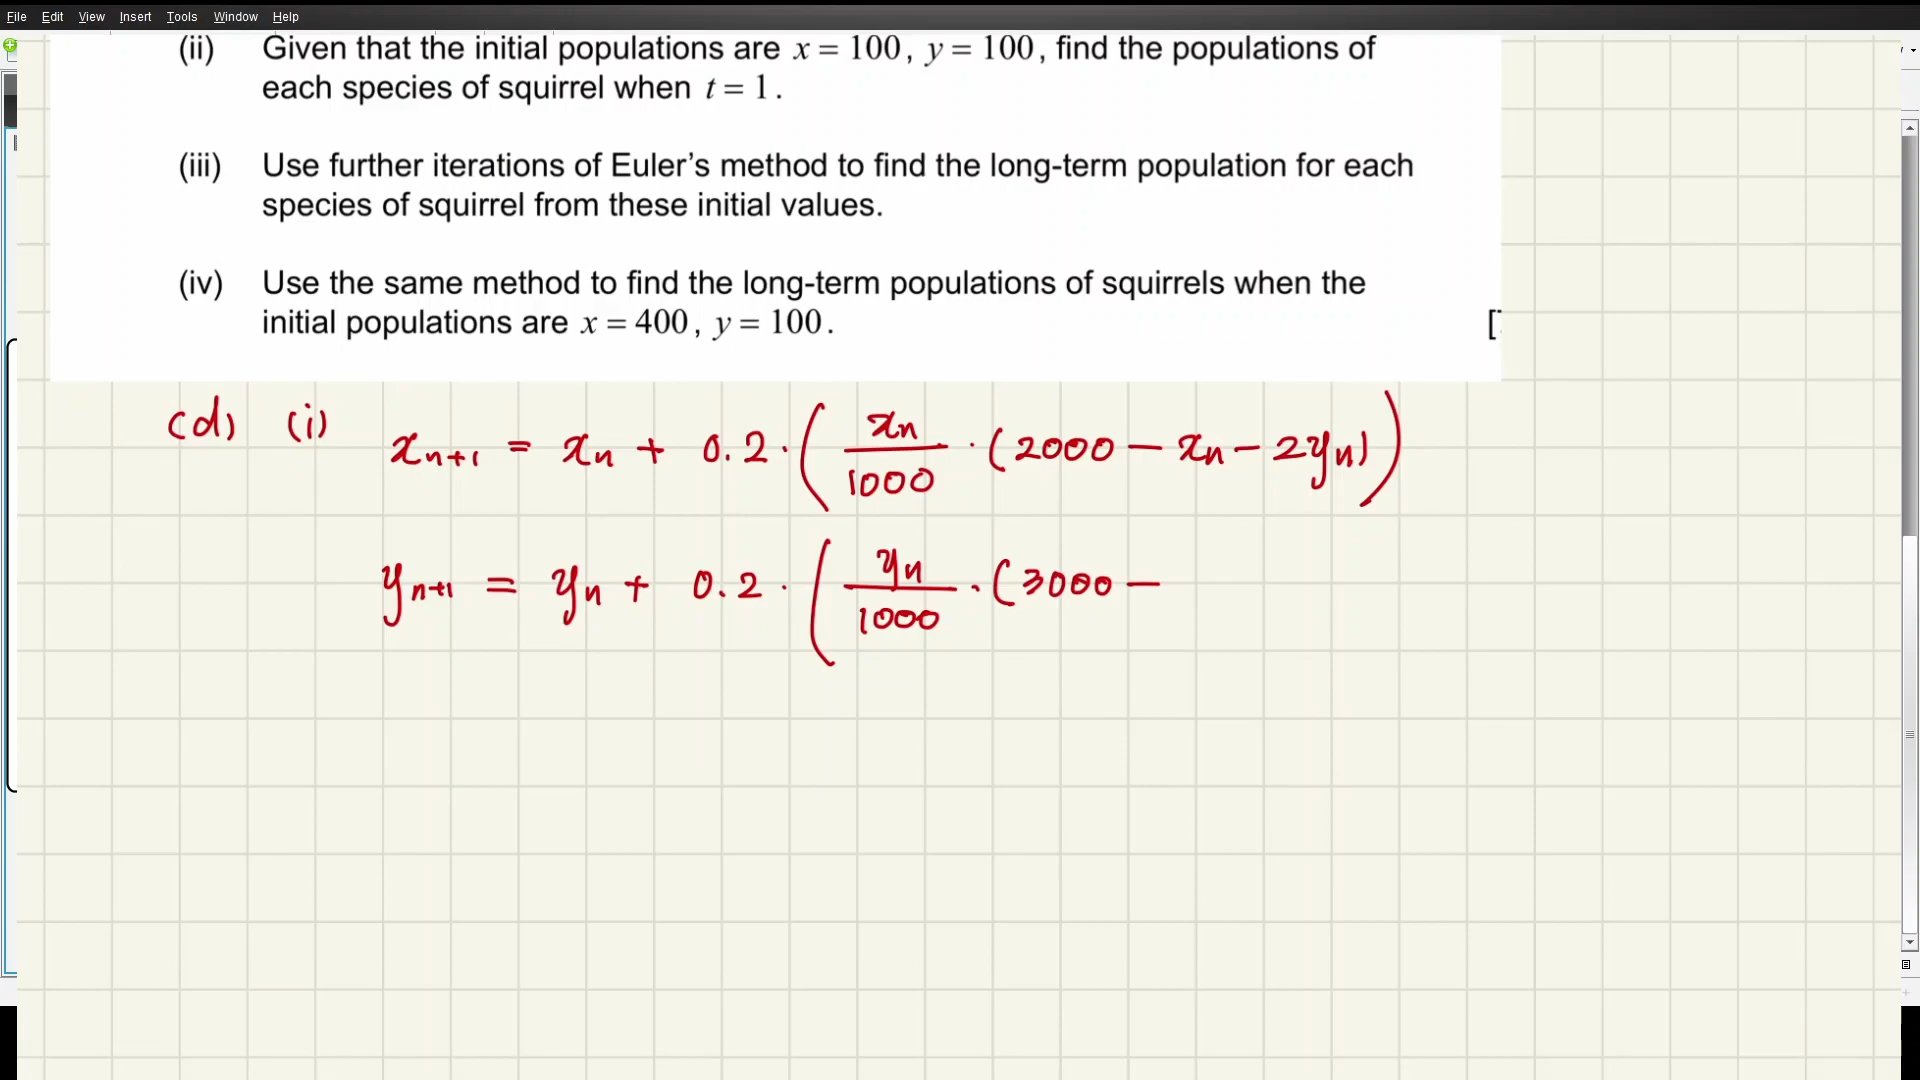 File Edit View Insert Tools Window Help
(ii) Given that the initial populations are x = 100, y = 100, find the populations of
each species of squirrel when t = 1.
(iii) Use further iterations of Euler's method to find the long-term population for each
species of squirrel from these initial values.
(iv) Use the same method to find the long-term populations of squirrels when the
initial populations are x = 400, y = 100. [
(d) (i) xₙ₊₁ = xₙ + 0.2 · ( xₙ/1000 · (2000 − xₙ − 2yₙ) )
yₙ₊₁ = yₙ + 0.2 · ( yₙ/1000 · (3000 −